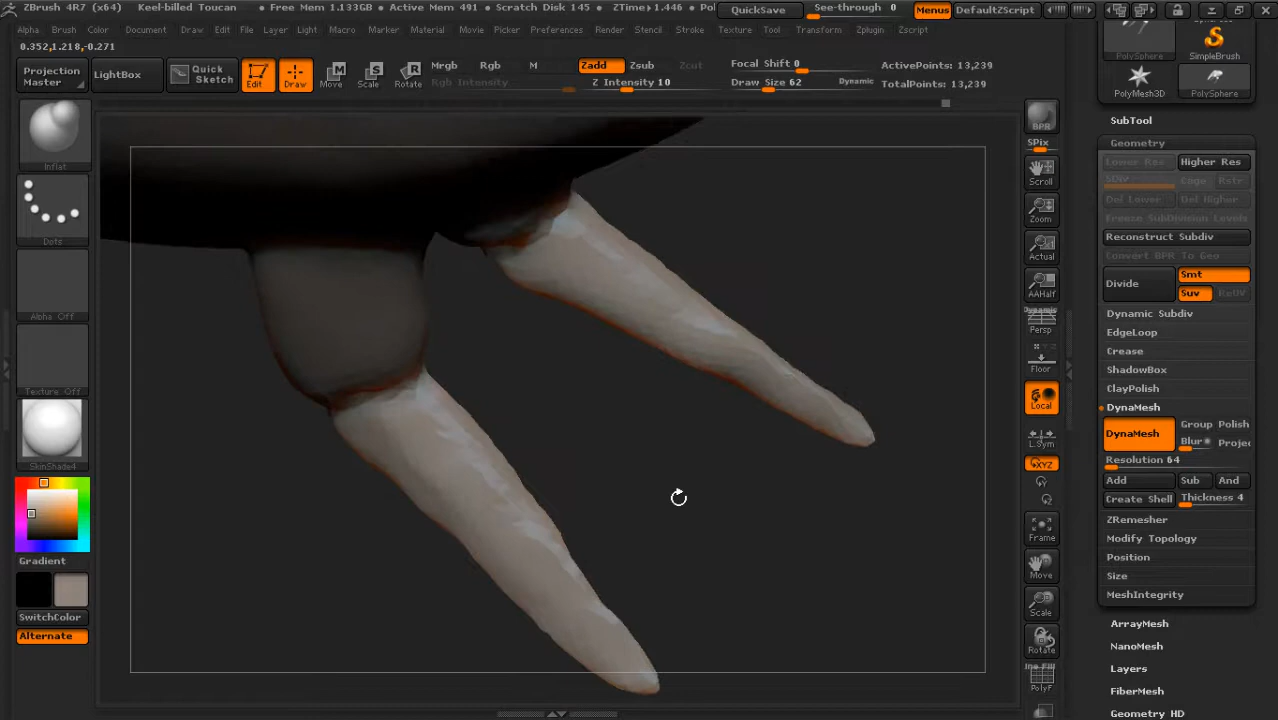 ZBrush 4R7 (x64) Keel-billed Toucan • Free Mem 1.133GB • Active Mem 491 • Scratch Disk 145 • ZTime▸1.446 QuickSave See-through 0 Menus DefaultZScript
Alpha Brush Color Document Draw Edit File Layer Light Macro Marker Material Movie Picker Preferences Render Stencil Stroke Texture Tool Transform Zplugin Zscript
0.352,1.218,-0.271
Projection Master
LightBox
Quick Sketch
Edit
Draw
Move
Scale
Rotate
Mrgb Rgb M
Rgb Intensity
Zadd Zsub Zcut
Z Intensity 10
Focal Shift 0
Draw Size 62 Dynamic
ActivePoints: 13,239
TotalPoints: 13,239
Inflat
Dots
Alpha Off
Texture Off
SkinShade4
Gradient
SwitchColor
Alternate
BPR
SPix
Scroll
Zoom
Actual
AAHalf
Dynamic
Persp
Floor
Local
L.Sym
XYZ
Frame
Move
Scale
Rotate
Line Fill
PolyF
PolySphere
SimpleBrush
PolyMesh3D
PolySphere
SubTool
Geometry
Lower Res Higher Res
SDiv Cage Rstr
Del Lower Del Higher
Freeze SubDivision Levels
Reconstruct Subdiv
Convert BPR To Geo
Divide
Smt
Suv ReUV
Dynamic Subdiv
EdgeLoop
Crease
ShadowBox
ClayPolish
DynaMesh
DynaMesh
Group Polish
Blur Projec
Resolution 64
Add Sub And
Create Shell Thickness 4
ZRemesher
Modify Topology
Position
Size
MeshIntegrity
ArrayMesh
NanoMesh
Layers
FiberMesh
Geometry HD